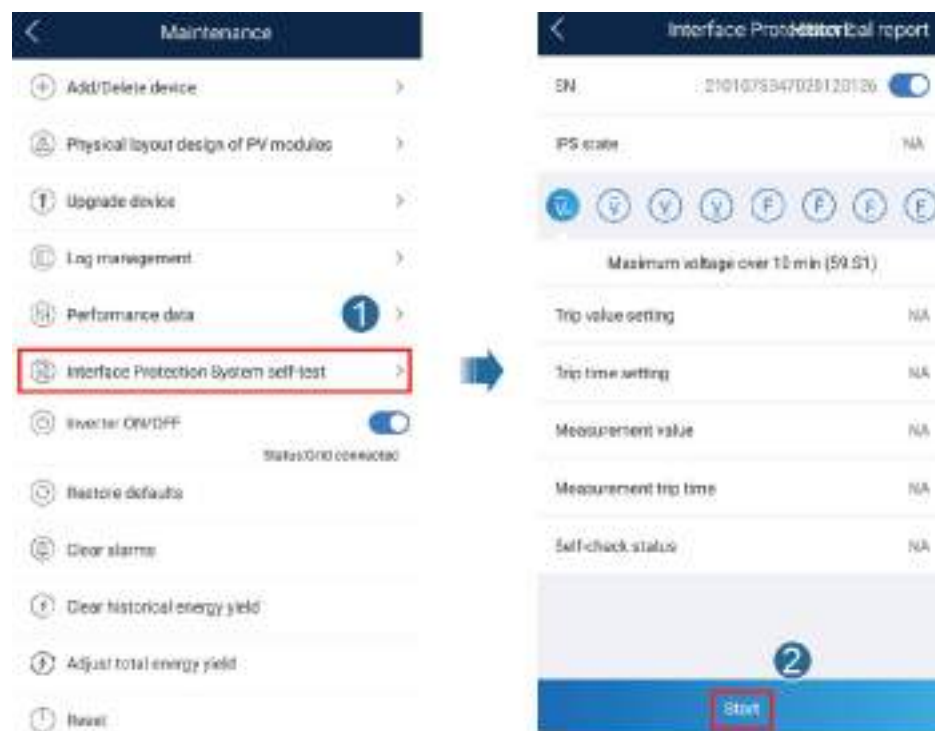 Maintenance
Add/Delete device
Physical layout design of PV modules
Upgrade device
Log management
Performance data
1
Interface Protection System self-test
Inverter ON/OFF
Status:Grid connected
Restore defaults
Clear alarms
Clear historical energy yield
Adjust total energy yield
Reset
Interface Historical report
SN
IPS state NA
Maximum voltage over 10 min (59.S1)
Trip value setting NA
Trip time setting NA
Measurement value NA
Measurement trip time NA
Self-check status NA
2
Start